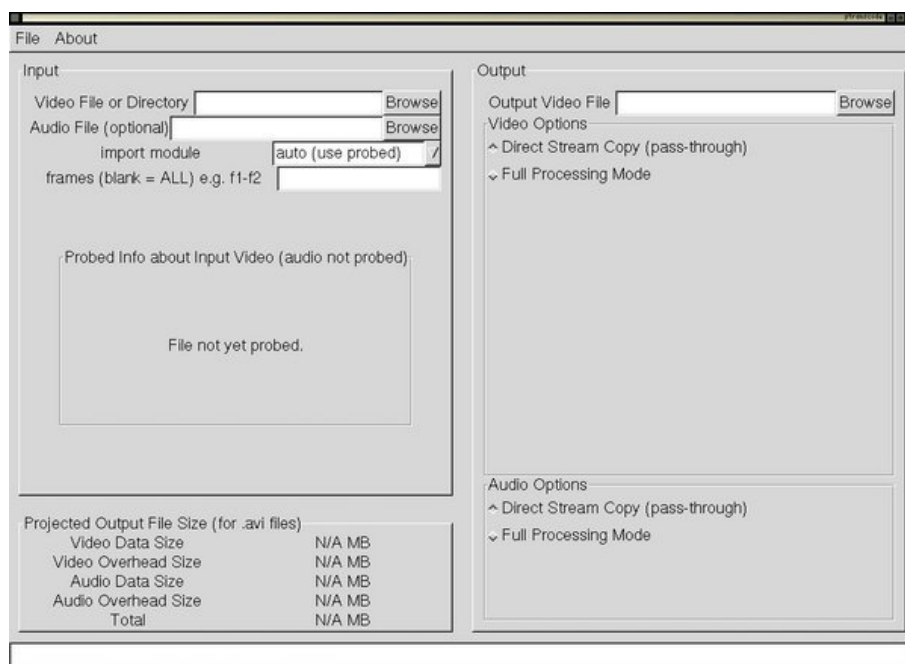 File About
Input
Video File or Directory Browse
Audio File (optional) Browse
import module auto (use probed)
frames (blank = ALL) e.g. f1-f2
Probed Info about Input Video (audio not probed)
File not yet probed.
Projected Output File Size (for .avi files)
Video Data Size N/A MB
Video Overhead Size N/A MB
Audio Data Size N/A MB
Audio Overhead Size N/A MB
Total N/A MB
Output
Output Video File Browse
Video Options
Direct Stream Copy (pass-through)
Full Processing Mode
Audio Options
Direct Stream Copy (pass-through)
Full Processing Mode